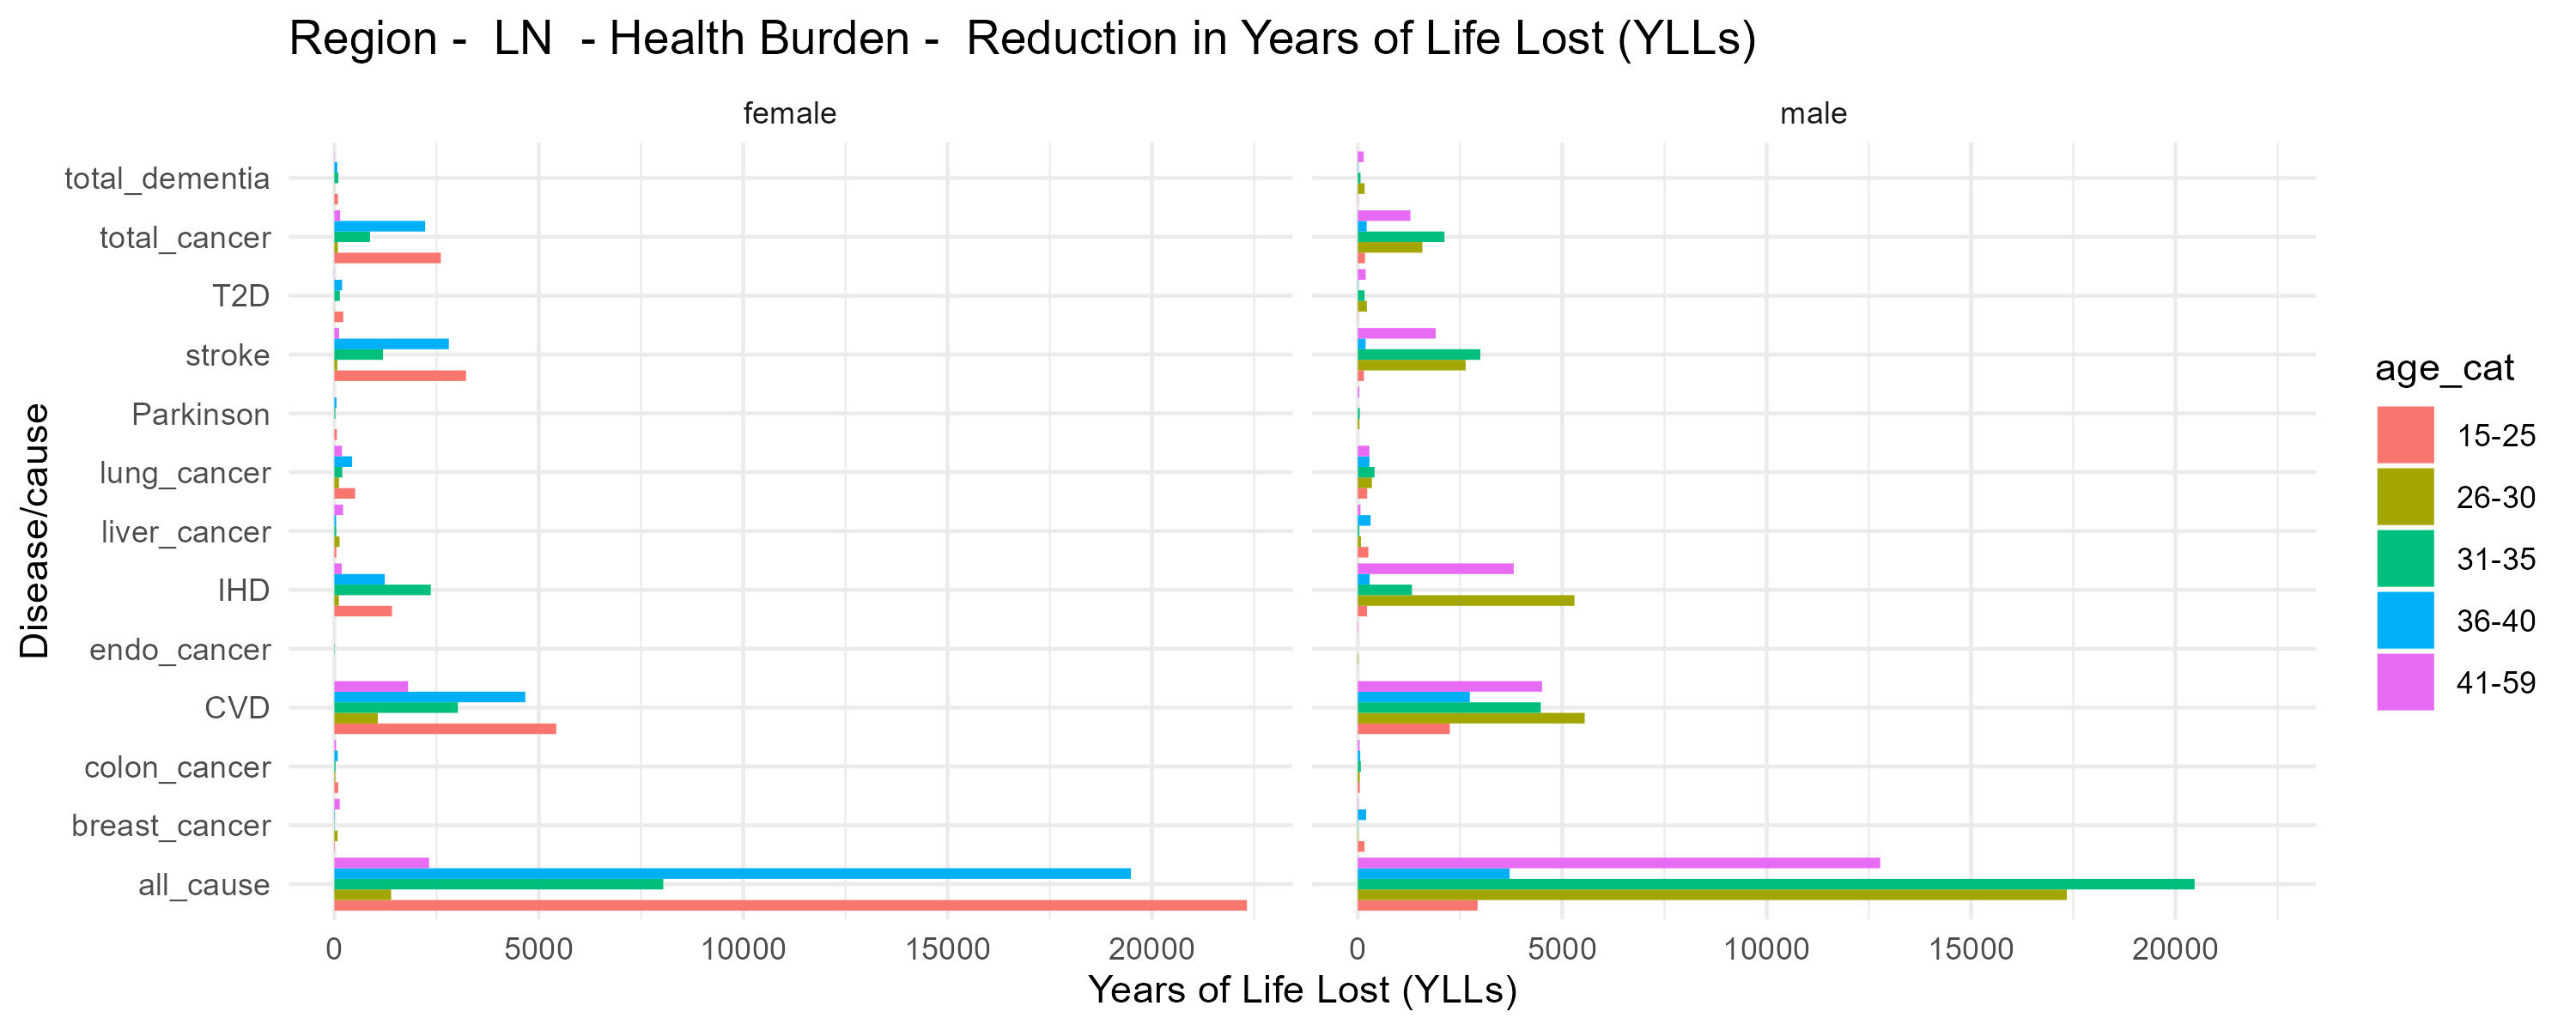 Region -  LN  - Health Burden -  Reduction in Years of Life Lost (YLLs)
female
male
Disease/cause
total_dementia
total_cancer
T2D
stroke
Parkinson
lung_cancer
liver_cancer
IHD
endo_cancer
CVD
colon_cancer
breast_cancer
all_cause
0 5000 10000 15000 20000
0 5000 10000 15000 20000
Years of Life Lost (YLLs)
age_cat
15-25
26-30
31-35
36-40
41-59